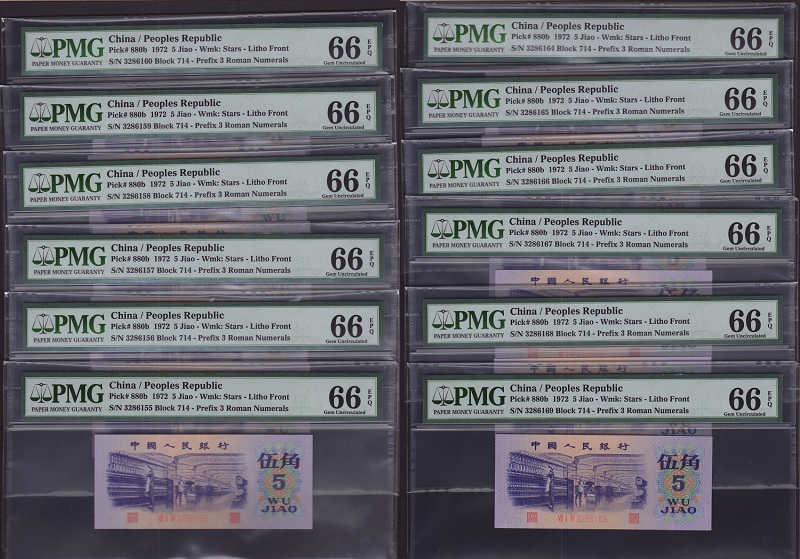 PMG
PAPER MONEY GUARANTY
China / Peoples Republic
Pick# 880b 1972 5 Jiao - Wmk: Stars - Litho Front
S/N 3286160 Block 714 - Prefix 3 Roman Numerals
66 EPQ
Gem Uncirculated
PMG
PAPER MONEY GUARANTY
China / Peoples Republic
Pick# 880b 1972 5 Jiao - Wmk: Stars - Litho Front
S/N 3286159 Block 714 - Prefix 3 Roman Numerals
66 EPQ
Gem Uncirculated
PMG
PAPER MONEY GUARANTY
China / Peoples Republic
Pick# 880b 1972 5 Jiao - Wmk: Stars - Litho Front
S/N 3286158 Block 714 - Prefix 3 Roman Numerals
66 EPQ
Gem Uncirculated
WU
PMG
PAPER MONEY GUARANTY
China / Peoples Republic
Pick# 880b 1972 5 Jiao - Wmk: Stars - Litho Front
S/N 3286157 Block 714 - Prefix 3 Roman Numerals
66 EPQ
Gem Uncirculated
PMG
PAPER MONEY GUARANTY
China / Peoples Republic
Pick# 880b 1972 5 Jiao - Wmk: Stars - Litho Front
S/N 3286156 Block 714 - Prefix 3 Roman Numerals
66 EPQ
Gem Uncirculated
PMG
PAPER MONEY GUARANTY
China / Peoples Republic
Pick# 880b 1972 5 Jiao - Wmk: Stars - Litho Front
S/N 3286155 Block 714 - Prefix 3 Roman Numerals
66 EPQ
Gem Uncirculated
中國人民銀行
伍角
5
WU
JIAO
3286155
PMG
PAPER MONEY GUARANTY
China / Peoples Republic
Pick# 880b 1972 5 Jiao - Wmk: Stars - Litho Front
S/N 3286164 Block 714 - Prefix 3 Roman Numerals
66 EPQ
Gem Uncirculated
PMG
PAPER MONEY GUARANTY
China / Peoples Republic
Pick# 880b 1972 5 Jiao - Wmk: Stars - Litho Front
S/N 3286165 Block 714 - Prefix 3 Roman Numerals
66 EPQ
Gem Uncirculated
PMG
PAPER MONEY GUARANTY
China / Peoples Republic
Pick# 880b 1972 5 Jiao - Wmk: Stars - Litho Front
S/N 3286166 Block 714 - Prefix 3 Roman Numerals
66 EPQ
Gem Uncirculated
PMG
PAPER MONEY GUARANTY
China / Peoples Republic
Pick# 880b 1972 5 Jiao - Wmk: Stars - Litho Front
S/N 3286167 Block 714 - Prefix 3 Roman Numerals
66 EPQ
Gem Uncirculated
中國人民銀行
PMG
PAPER MONEY GUARANTY
China / Peoples Republic
Pick# 880b 1972 5 Jiao - Wmk: Stars - Litho Front
S/N 3286168 Block 714 - Prefix 3 Roman Numerals
66 EPQ
Gem Uncirculated
PMG
PAPER MONEY GUARANTY
China / Peoples Republic
Pick# 880b 1972 5 Jiao - Wmk: Stars - Litho Front
S/N 3286169 Block 714 - Prefix 3 Roman Numerals
66 EPQ
Gem Uncirculated
JIAO
中國人民銀行
伍角
5
WU
JIAO
3286169